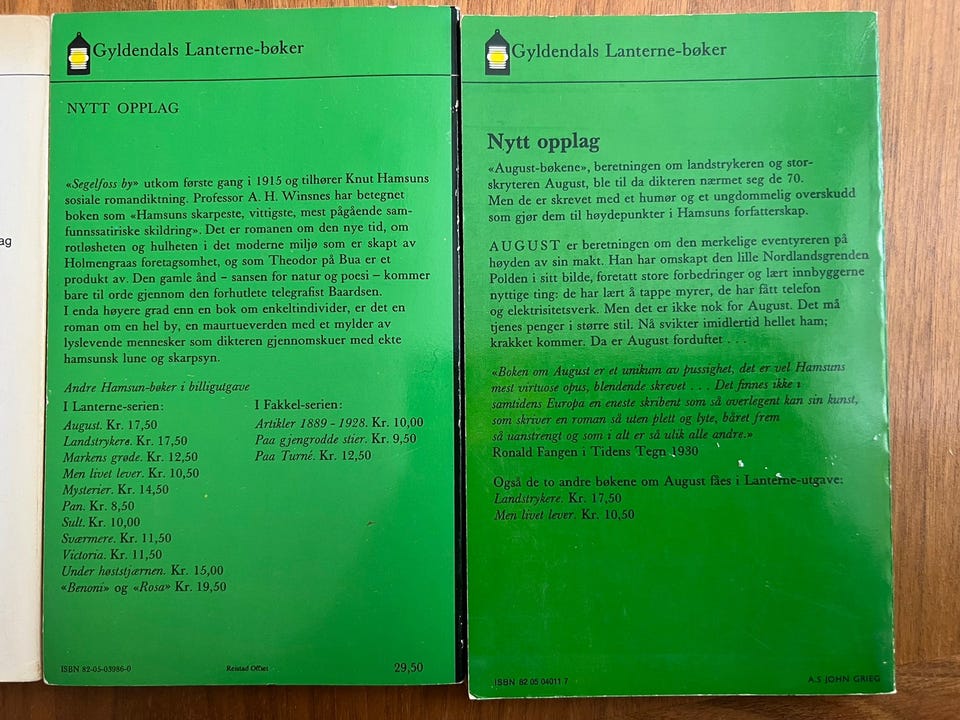 ag
Gyldendals Lanterne-bøker
NYTT OPPLAG
«Segelfoss by» utkom første gang i 1915 og tilhører Knut Hamsuns
sosiale romandiktning. Professor A. H. Winsnes har betegnet
boken som «Hamsuns skarpeste, vittigste, mest pågående sam-
funnssatiriske skildring». Det er romanen om den nye tid, om
rotløsheten og hulheten i det moderne miljø som er skapt av
Holmengraas foretagsomhet, og som Theodor på Bua er et
produkt av. Den gamle ånd – sansen for natur og poesi – kommer
bare til orde gjennom den forhutlete telegrafist Baardsen.
I enda høyere grad enn en bok om enkeltindivider, er det en
roman om en hel by, en maurtueverden med et mylder av
lyslevende mennesker som dikteren gjennomskuer med ekte
hamsunsk lune og skarpsyn.
Andre Hamsun-bøker i billigutgave
I Lanterne-serien:
August. Kr. 17,50
Landstrykere. Kr. 17,50
Markens grøde. Kr. 12,50
Men livet lever. Kr. 10,50
Mysterier. Kr. 14,50
Pan. Kr. 8,50
Sult. Kr. 10,00
Sværmere. Kr. 11,50
Victoria. Kr. 11,50
Under høststjærnen. Kr. 15,00
«Benoni» og «Rosa» Kr. 19,50
I Fakkel-serien:
Artikler 1889 - 1928. Kr. 10,00
Paa gjengrodde stier. Kr. 9,50
Paa Turné. Kr. 12,50
ISBN 82-05-03986-0
Reistad Offset
29,50
Gyldendals Lanterne-bøker
Nytt opplag
«August-bøkene», beretningen om landstrykeren og stor-
skryteren August, ble til da dikteren nærmet seg de 70.
Men de er skrevet med et humør og et ungdommelig overskudd
som gjør dem til høydepunkter i Hamsuns forfatterskap.
AUGUST er beretningen om den merkelige eventyreren på
høyden av sin makt. Han har omskapt den lille Nordlandsgrenden
Polden i sitt bilde, foretatt store forbedringer og lært innbyggerne
nyttige ting: de har lært å tappe myrer, de har fått telefon
og elektrisitetsverk. Men det er ikke nok for August. Det må
tjenes penger i større stil. Nå svikter imidlertid hellet ham;
krakket kommer. Da er August forduftet . . .
«Boken om August er et unikum av pussighet, det er vel Hamsuns
mest virtuose opus, blendende skrevet . . . Det finnes ikke i
samtidens Europa en eneste skribent som så overlegent kan sin kunst,
som skriver en roman så uten plett og lyte, båret frem
så uanstrengt og som i alt er så ulik alle andre.»
Ronald Fangen i Tidens Tegn 1930
Også de to andre bøkene om August fåes i Lanterne-utgave:
Landstrykere. Kr. 17,50
Men livet lever. Kr. 10,50
ISBN 82 05 04011 7
A.S JOHN GRIEG